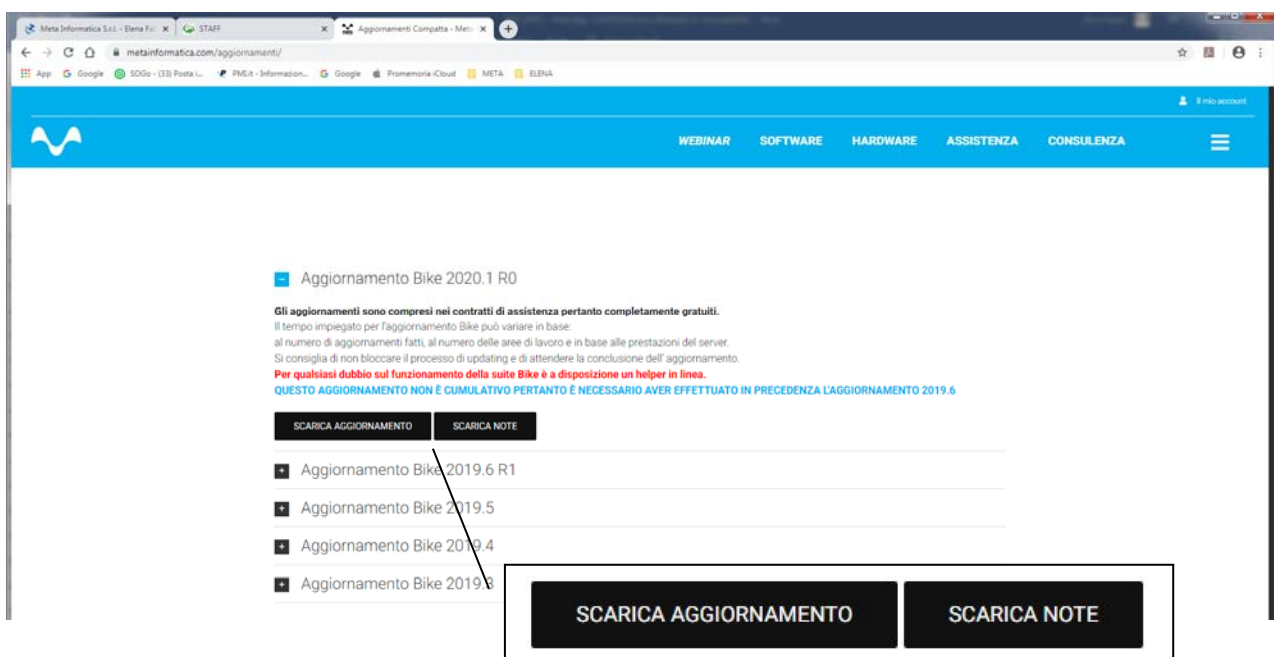 Meta Informatica S.r.l. - Elena Fa
STAFF
Aggiornamenti Compatta - Met
metainformatica.com/aggiornamenti/
App
Google
SOGo - (33) Posta i...
PMI.it - Informazion...
Google
Promemoria iCloud
META
ELENA
Il mio account
WEBINAR SOFTWARE HARDWARE ASSISTENZA CONSULENZA
Aggiornamento Bike 2020.1 R0
Gli aggiornamenti sono compresi nei contratti di assistenza pertanto completamente gratuiti.
Il tempo impiegato per l'aggiornamento Bike può variare in base:
al numero di aggiornamenti fatti, al numero delle aree di lavoro e in base alle prestazioni del server.
Si consiglia di non bloccare il processo di updating e di attendere la conclusione dell' aggiornamento.
Per qualsiasi dubbio sul funzionamento della suite Bike è a disposizione un helper in linea.
QUESTO AGGIORNAMENTO NON È CUMULATIVO PERTANTO È NECESSARIO AVER EFFETTUATO IN PRECEDENZA L'AGGIORNAMENTO 2019.6
SCARICA AGGIORNAMENTO SCARICA NOTE
Aggiornamento Bike 2019.6 R1
Aggiornamento Bike 2019.5
Aggiornamento Bike 2019.4
Aggiornamento Bike 2019.3
SCARICA AGGIORNAMENTO SCARICA NOTE